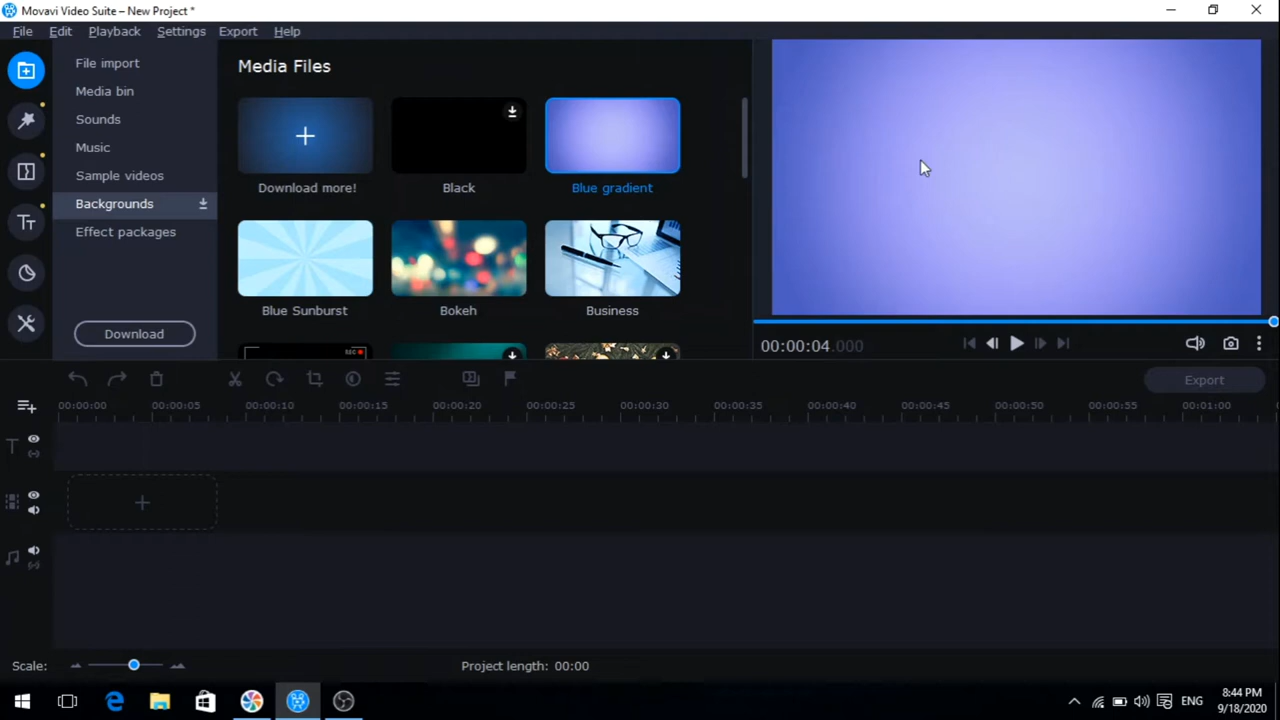 Movavi Video Suite – New Project *
File Edit Playback Settings Export Help
File import
Media bin
Sounds
Music
Sample videos
Backgrounds
Effect packages
Download
Media Files
Download more!
Black
Blue gradient
Blue Sunburst
Bokeh
Business
REC
00:00:04.000
Export
00:00:00 00:00:05 00:00:10 00:00:15 00:00:20 00:00:25 00:00:30 00:00:35 00:00:40 00:00:45 00:00:50 00:00:55 00:01:00
Scale:
Project length: 00:00
ENG
8:44 PM
9/18/2020